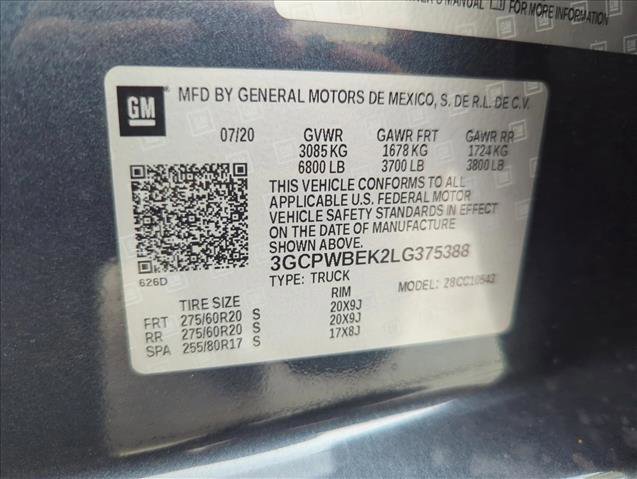 OWNER'S MANUAL FOR MORE INFORMATION
GM
MFD BY GENERAL MOTORS DE MEXICO, S. DE R.L. DE C.V.
07/20 GVWR GAWR FRT GAWR RR
3085 KG 1678 KG 1724 KG
6800 LB 3700 LB 3800 LB
THIS VEHICLE CONFORMS TO ALL
APPLICABLE U.S. FEDERAL MOTOR
VEHICLE SAFETY STANDARDS IN EFFECT
ON THE DATE OF MANUFACTURE
SHOWN ABOVE.
3GCPWBEK2LG375388
626D TYPE: TRUCK MODEL: Z8CC10543
TIRE SIZE RIM
FRT 275/60R20 S 20X9J
RR 275/60R20 S 20X9J
SPA 255/80R17 S 17X8J